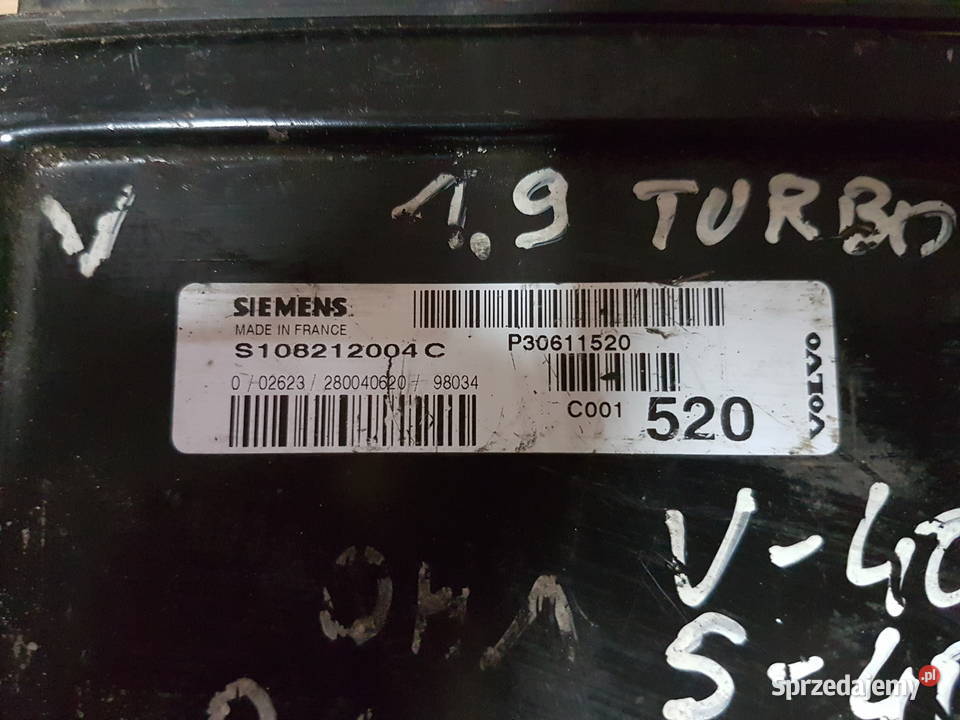 V 1.9 TURBO
SIEMENS
MADE IN FRANCE
S108212004 C
P30611520
0 / 02623 / 280040620 / 98034
C001 520
VOLVO
V-40
S-40
sprzedajemy.pl